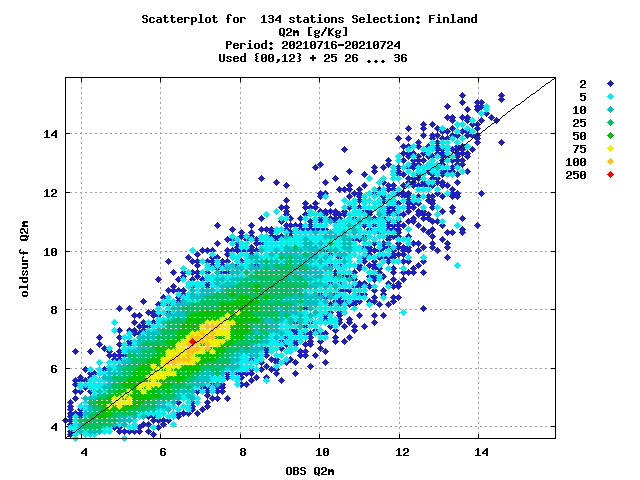 Scatterplot for 134 stations Selection: Finland
Q2m [g/Kg]
Period: 20210716-20210724
Used {00,12} + 25 26 ... 36
2
5
10
25
50
75
100
250
14
12
10
8
6
4
oldsurf Q2m
4 6 8 10 12 14
OBS Q2m